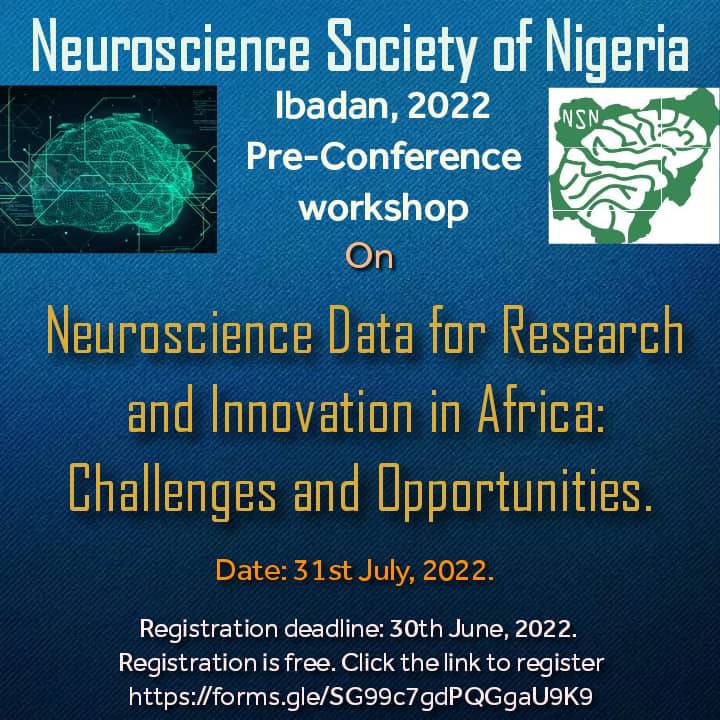 Neuroscience Society of Nigeria
Ibadan, 2022
NSN
Pre-Conference
workshop
On
Neuroscience Data for Research
and Innovation in Africa:
Challenges and Opportunities.
Date: 31st July, 2022.
Registration deadline: 30th June, 2022.
Registration is free. Click the link to register
https://forms.gle/SG99c7gdPQGgaU9K9